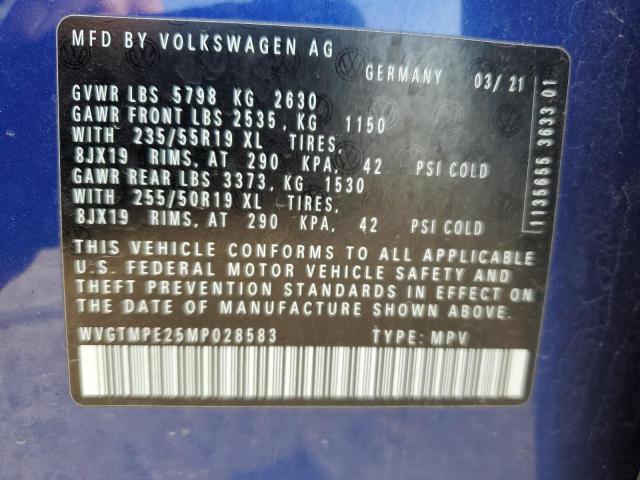 MFD BY VOLKSWAGEN AG
GERMANY 03/ 21
GVWR LBS 5798 KG 2630
GAWR FRONT LBS 2535, KG 1150
WITH 235/55R19 XL TIRES,
8JX19 RIMS, AT 290 KPA, 42 PSI COLD
GAWR REAR LBS 3373, KG 1530
WITH 255/50R19 XL TIRES,
8JX19 RIMS, AT 290 KPA, 42 PSI COLD
THIS VEHICLE CONFORMS TO ALL APPLICABLE
U.S. FEDERAL MOTOR VEHICLE SAFETY AND
THEFT PREVENTION STANDARDS IN EFFECT ON
THE DATE OF MANUFACTURE SHOWN ABOVE.
WVGTMPE25MP028583 TYPE: MPV
1135655 3633 01